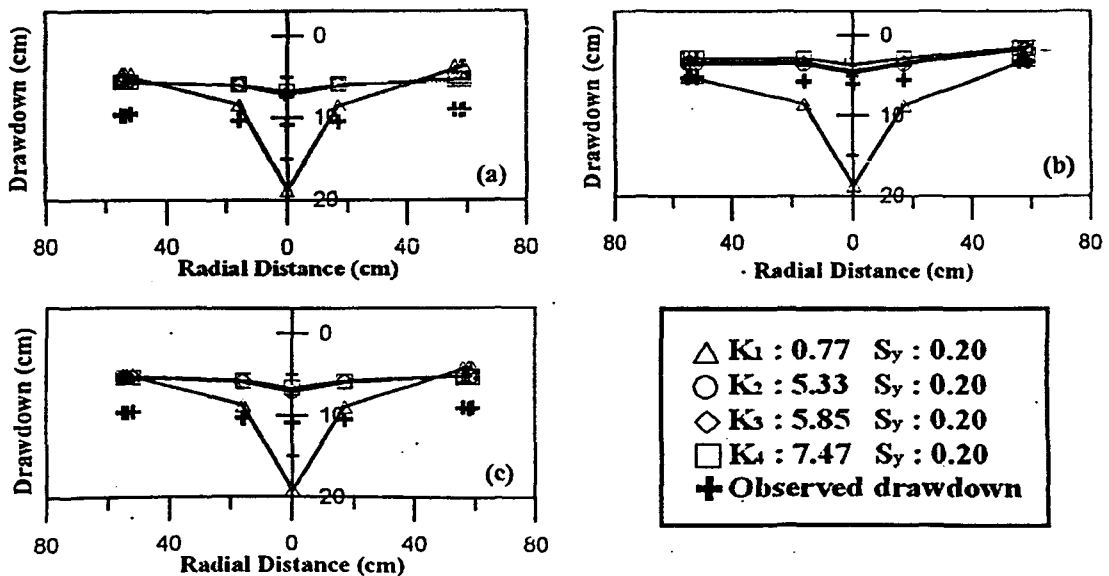 Drawdown (cm)
0
10
20
(a)
80
40
0
40
80
Radial Distance (cm)
Drawdown (cm)
0
10
20
(b)
80
40
0
40
80
Radial Distance (cm)
Drawdown (cm)
0
10
20
(c)
80
40
0
40
80
Radial Distance (cm)
K1 : 0.77 Sy : 0.20
K2 : 5.33 Sy : 0.20
K3 : 5.85 Sy : 0.20
K4 : 7.47 Sy : 0.20
Observed drawdown